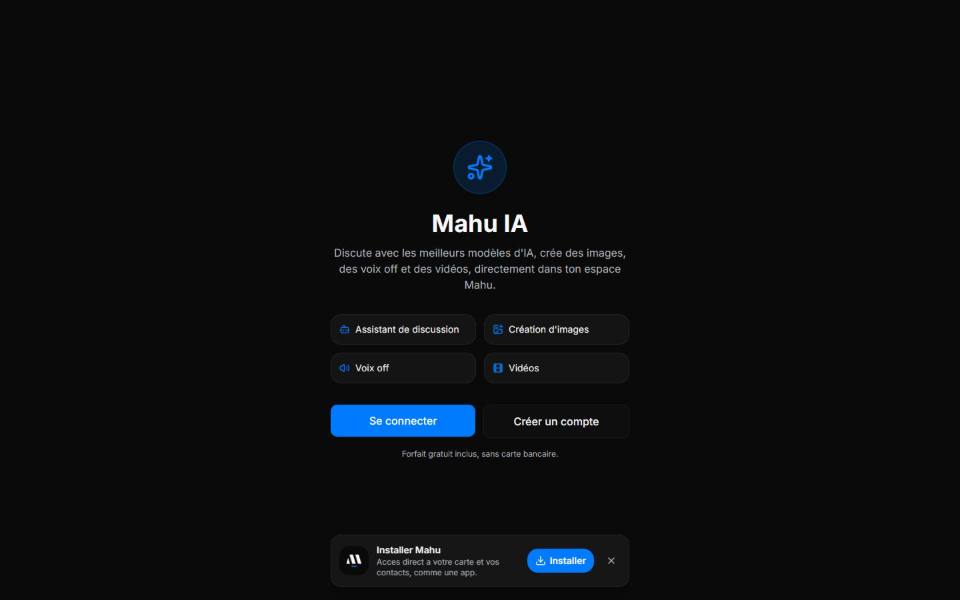 Mahu IA
Discute avec les meilleurs modèles d'IA, crée des images,
des voix off et des vidéos, directement dans ton espace
Mahu.
Assistant de discussion
Création d'images
Voix off
Vidéos
Se connecter
Créer un compte
Forfait gratuit inclus, sans carte bancaire.
Installer Mahu
Acces direct a votre carte et vos
contacts, comme une app.
Installer